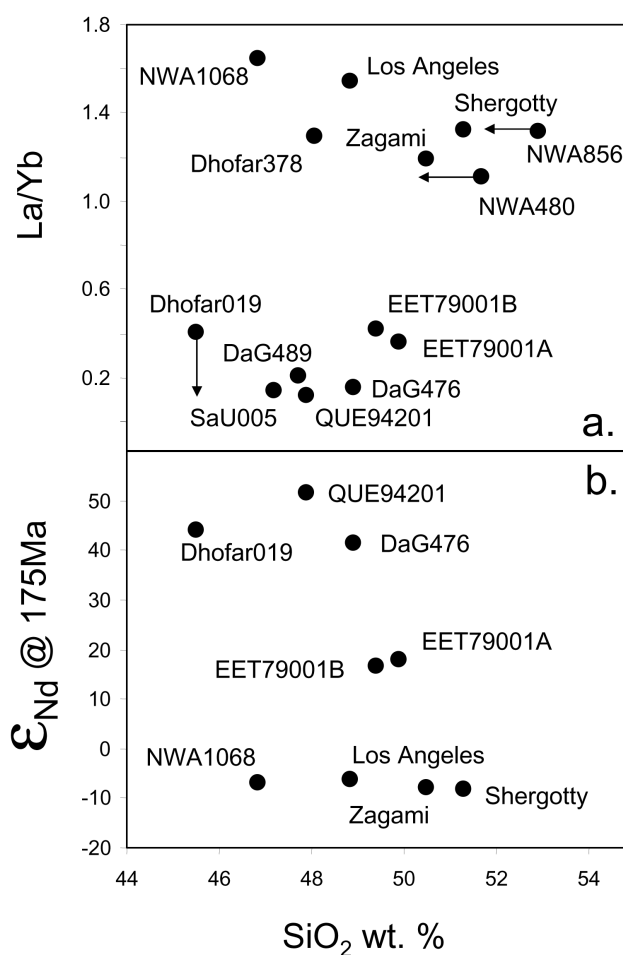 1.8
NWA1068
Los Angeles
Shergotty
1.4
Zagami
Dhofar378
NWA856
La/Yb
1.0
NWA480
0.6
Dhofar019
EET79001B
DaG489
EET79001A
0.2
DaG476
SaU005
QUE94201
a.
b.
50
QUE94201
40
Dhofar019
DaG476
30
εNd @ 175Ma
20
EET79001A
EET79001B
10
NWA1068
Los Angeles
0
-10
Zagami
Shergotty
-20
44 46 48 50 52 54
SiO2 wt. %